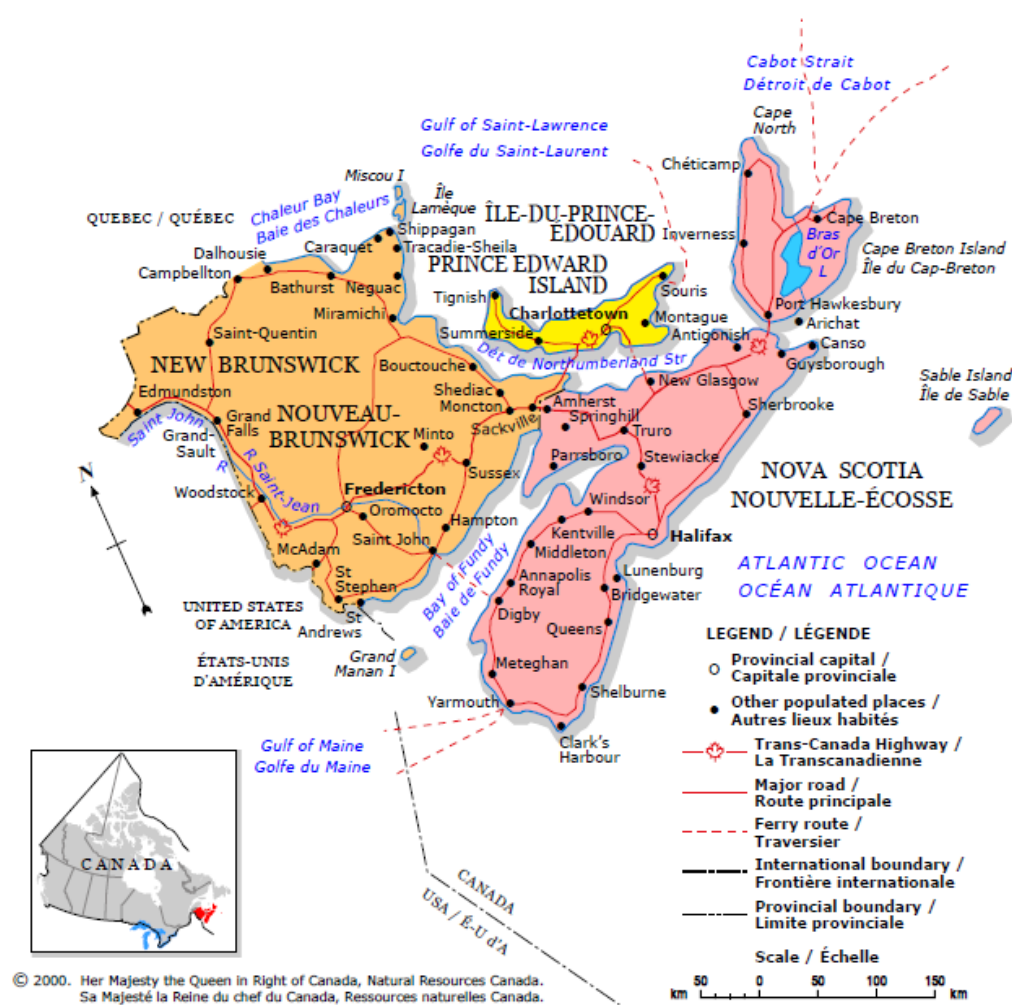 Cabot Strait
Détroit de Cabot
Cape
North
Gulf of Saint-Lawrence
Golfe du Saint-Laurent
Chéticamp
Miscou I
Île
Lamèque
Chaleur Bay
Baie des Chaleurs
QUEBEC / QUÉBEC
Shippagan
ÎLE-DU-PRINCE-
ÉDOUARD
Cape Breton
Caraquet
Tracadie-Sheila
Inverness
Bras
d'Or
L
Cape Breton Island
Île du Cap-Breton
Dalhousie
Campbellton
PRINCE EDWARD
ISLAND
Bathurst
Neguac
Tignish
Souris
Port Hawkesbury
Miramichi
Charlottetown
Montague
Arichat
Saint-Quentin
Summerside
Antigonish
Canso
Dét de Northumberland Str
Guysborough
NEW BRUNSWICK
Bouctouche
New Glasgow
Sable Island
Île de Sable
Edmundston
Shediac
Amherst
Sherbrooke
Saint John
R
Grand
Falls
Grand-
Sault
NOUVEAU-
BRUNSWICK
Moncton
Sackville
Springhill
Truro
Minto
Parrsboro
Stewiacke
NOVA SCOTIA
NOUVELLE-ÉCOSSE
N
R Saint-Jean
Sussex
Woodstock
Fredericton
Windsor
Oromocto
Hampton
Kentville
Halifax
McAdam
Saint John
Middleton
Bay of Fundy
Baie de Fundy
ATLANTIC OCEAN
OCÉAN ATLANTIQUE
St
Stephen
Annapolis
Royal
Lunenburg
Bridgewater
UNITED STATES
OF AMERICA
St
Andrews
Digby
Queens
ÉTATS-UNIS
D'AMÉRIQUE
Grand
Manan I
Meteghan
Shelburne
Yarmouth
Clark's
Harbour
Gulf of Maine
Golfe du Maine
LEGEND / LÉGENDE
Provincial capital /
Capitale provinciale
Other populated places /
Autres lieux habités
Trans-Canada Highway /
La Transcanadienne
Major road /
Route principale
Ferry route /
Traversier
International boundary /
Frontière internationale
Provincial boundary /
Limite provinciale
Scale / Échelle
50 0 50 100 150
km km
CANADA
CANADA
USA / É-U d'A
© 2000. Her Majesty the Queen in Right of Canada, Natural Resources Canada.
Sa Majesté la Reine du chef du Canada, Ressources naturelles Canada.